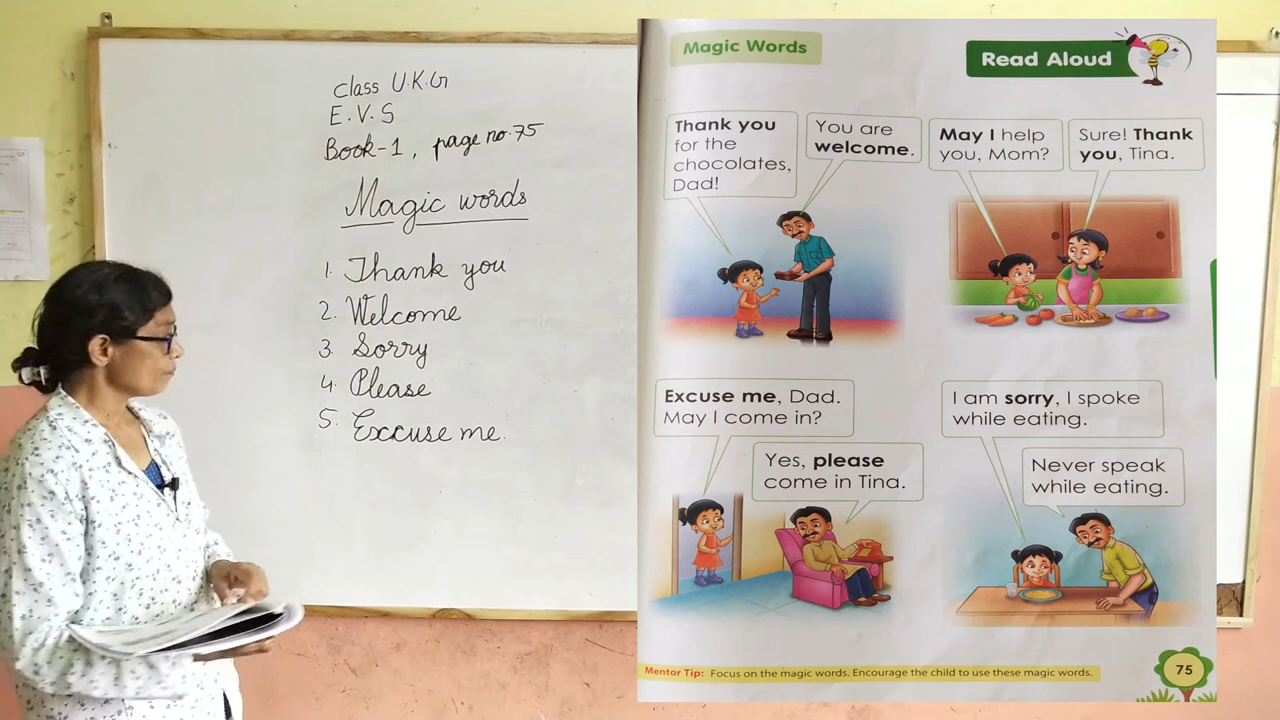 class U.K.G
E.V.S
Book-1, page no.75
Magic words
1. Thank you
2. Welcome
3. Sorry
4. Please
5. Exccuse me.
Magic Words
Read Aloud
Thank you
for the
chocolates,
Dad!
You are
welcome.
May I help
you, Mom?
Sure! Thank
you, Tina.
Excuse me, Dad.
May I come in?
Yes, please
come in Tina.
I am sorry, I spoke
while eating.
Never speak
while eating.
Mentor Tip: Focus on the magic words. Encourage the child to use these magic words.
75